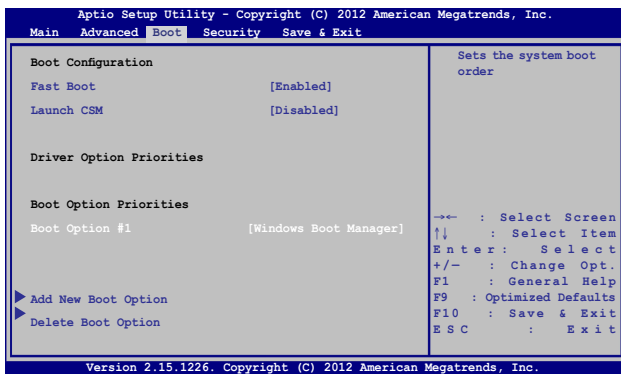 Aptio Setup Utility - Copyright (C) 2012 American Megatrends, Inc.
Main Advanced Boot Security Save & Exit
Boot Configuration
Fast Boot [Enabled]
Launch CSM [Disabled]
Driver Option Priorities
Boot Option Priorities
Boot Option #1 [Windows Boot Manager]
Add New Boot Option
Delete Boot Option
Sets the system boot
order
→← : Select Screen
↑↓ : Select Item
Enter: Select
+/— : Change Opt.
F1 : General Help
F9 : Optimized Defaults
F10 : Save & Exit
ESC : Exit
Version 2.15.1226. Copyright (C) 2012 American Megatrends, Inc.